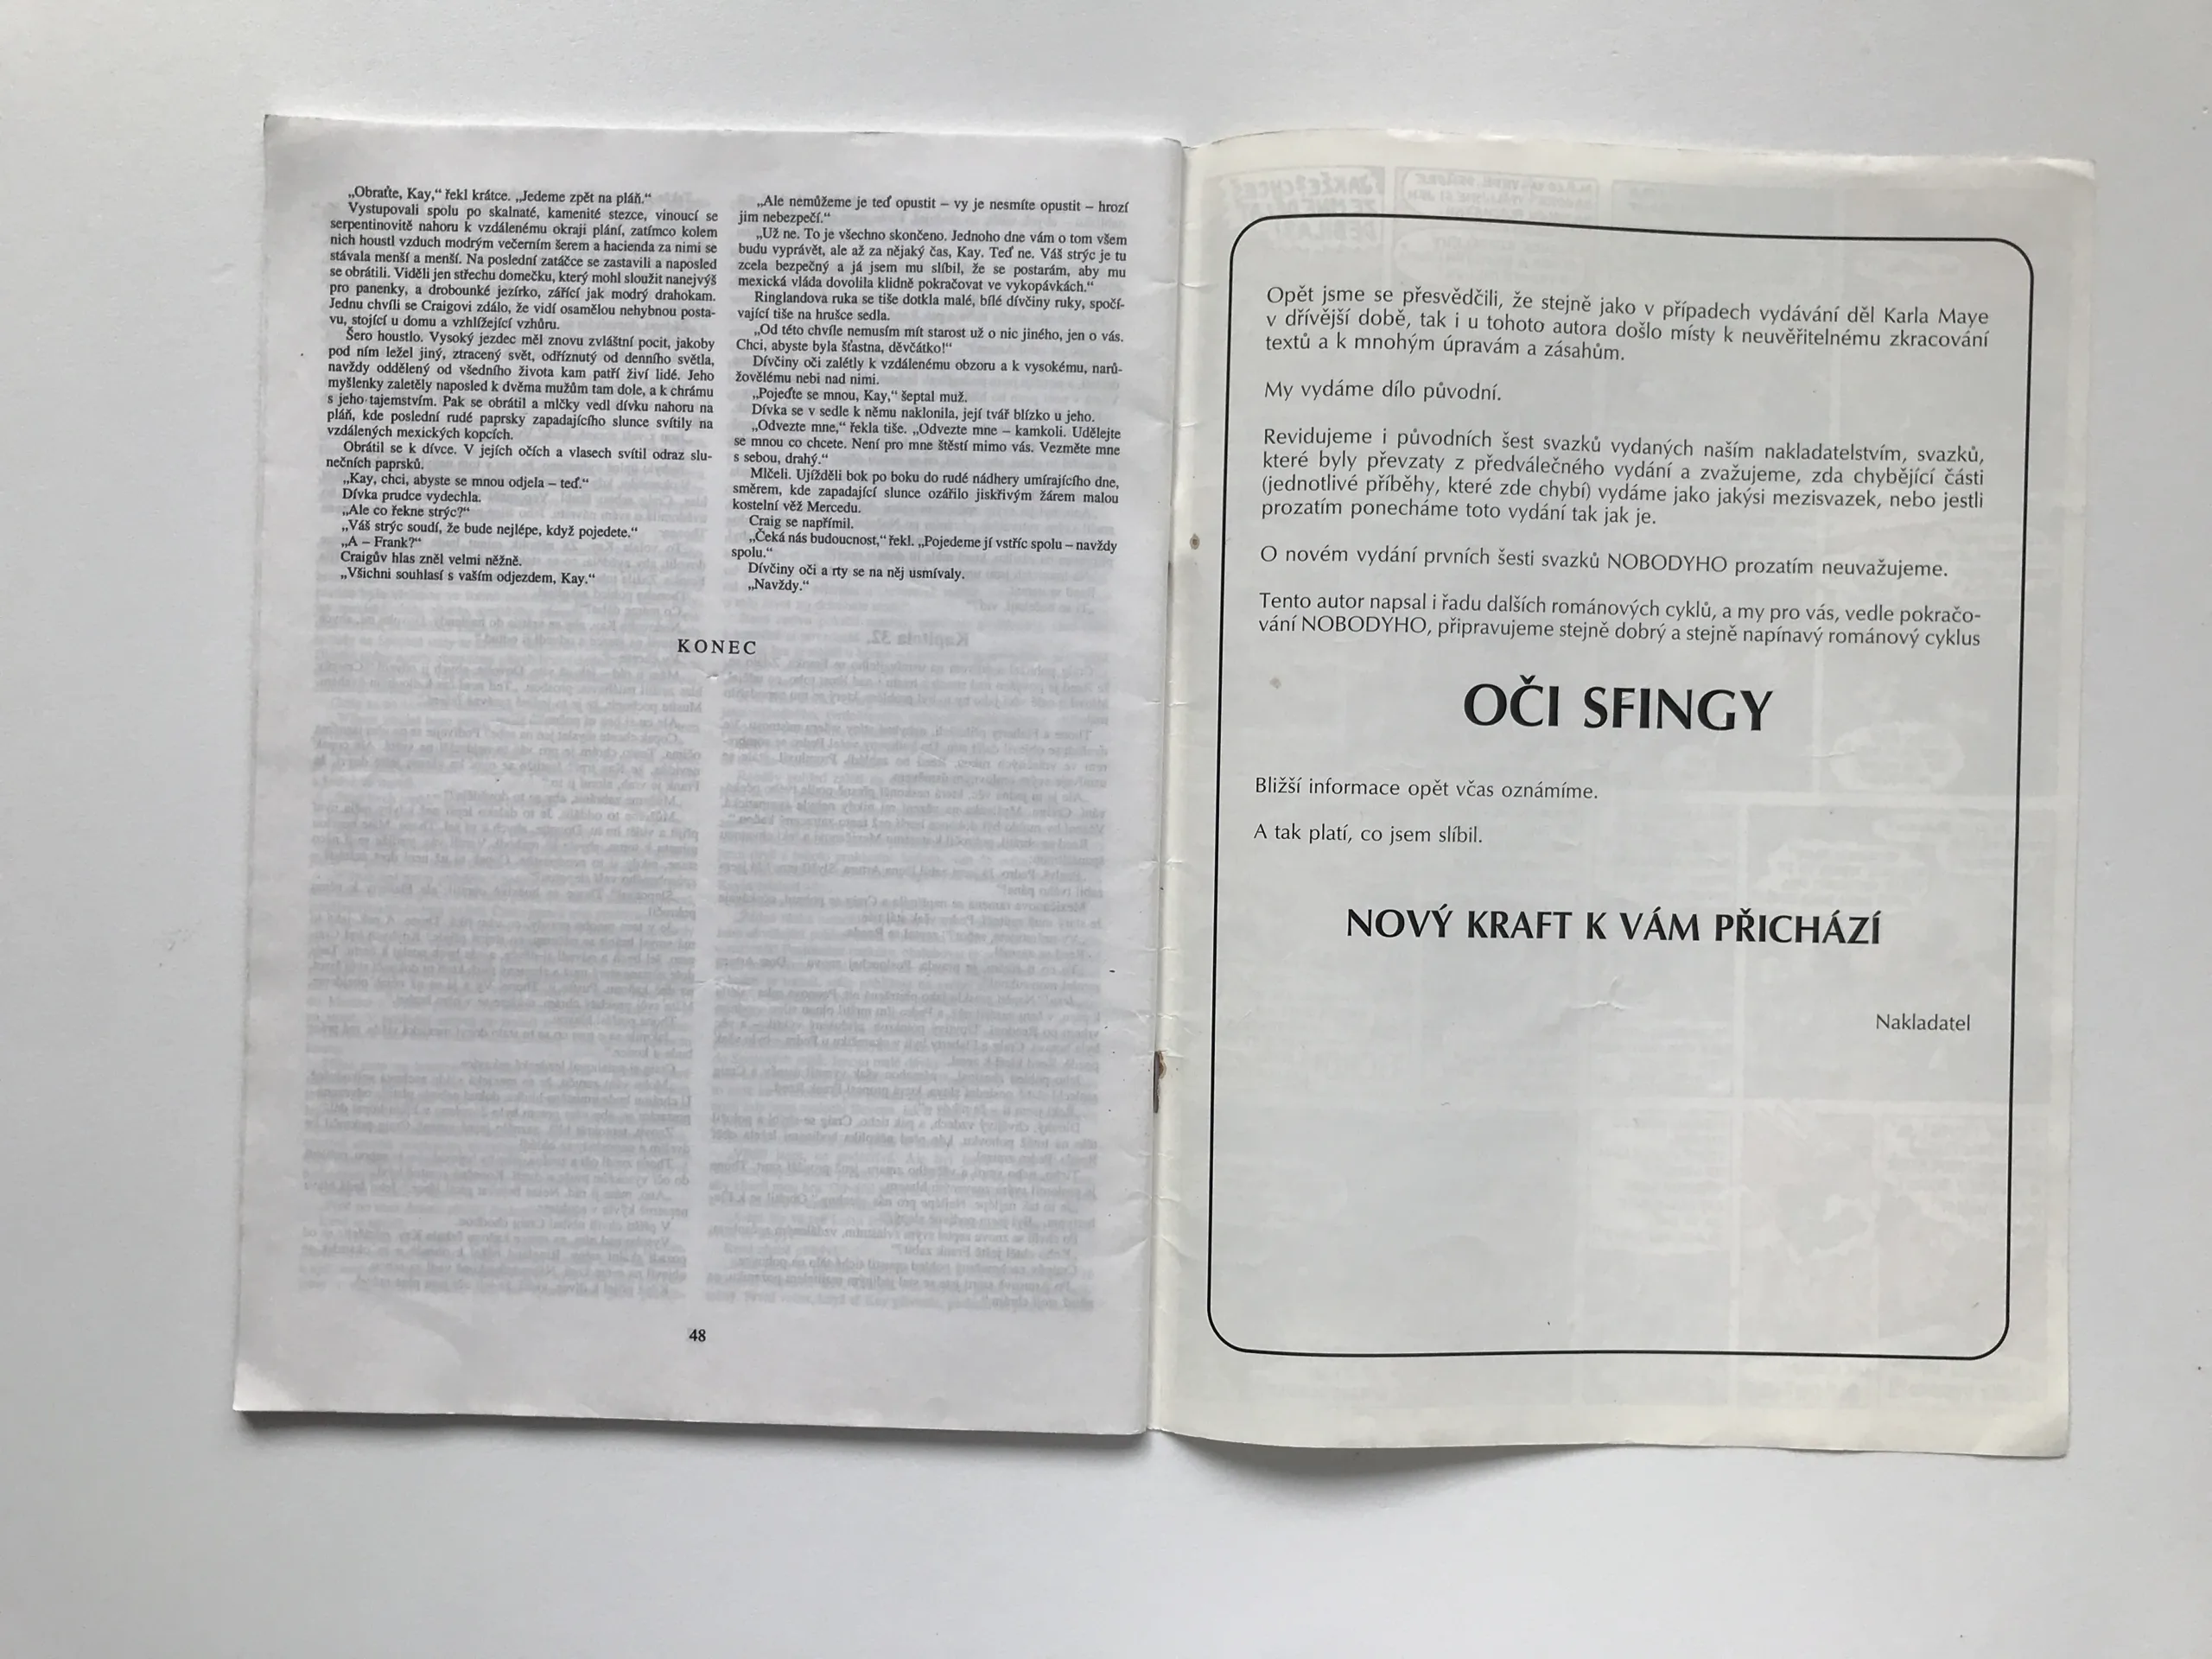 „Obraťte, Kay,“ řekl krátce. „Jedeme zpět na pláň.“
Vystupovali spolu po skalnaté, kamenité stezce, vinoucí se
serpentinovitě nahoru k vzdálenému okraji plání, zatímco kolem
nich houstl vzduch modrým večerním šerem a hacienda za nimi se
stávala menší a menší. Na poslední zatáčce se zastavili a naposled
se obrátili. Viděli jen střechu domečku, který mohl sloužit nanejvýš
pro panenky, a drobounké jezírko, zářící jak modrý drahokam.
Jednu chvíli se Craigovi zdálo, že vidí osamělou nehybnou posta-
vu, stojící u domu a vzhlížející vzhůru.
Šero houstlo. Vysoký jezdec měl znovu zvláštní pocit, jakoby
pod ním ležel jiný, ztracený svět, odříznutý od denního světla,
navždy oddělený od všedního života kam patří živí lidé. Jeho
myšlenky zaletěly naposled k dvěma mužům tam dole, a k chrámu
s jeho tajemstvím. Pak se obrátil a mlčky vedl dívku nahoru na
pláň, kde poslední rudé paprsky zapadajícího slunce svítily na
vzdálených mexických kopcích.
Obrátil se k dívce. V jejích očích a vlasech svítil odraz slu-
nečních paprsků.
„Kay, chci, abyste se mnou odjela – teď.“
Dívka prudce vydechla.
„Ale co řekne strýc?“
„Váš strýc soudí, že bude nejlépe, když pojedete.“
„A – Frank?“
Craigův hlas zněl velmi něžně.
„Všichni souhlasí s vaším odjezdem, Kay.“
„Ale nemůžeme je teď opustit – vy je nesmíte opustit – hrozí
jim nebezpečí.“
„Už ne. To je všechno skončeno. Jednoho dne vám o tom všem
budu vyprávět, ale až za nějaký čas, Kay. Teď ne. Váš strýc je tu
zcela bezpečný a já jsem mu slíbil, že se postarám, aby mu
mexická vláda dovolila klidně pokračovat ve vykopávkách.“
Ringlandova ruka se tiše dotkla malé, bílé dívčiny ruky, spočí-
vající tiše na hrušce sedla.
„Od této chvíle nemusím mít starost už o nic jiného, jen o vás.
Chci, abyste byla šťastna, děvčátko!“
Dívčiny oči zalétly k vzdálenému obzoru a k vysokému, narů-
žovělému nebi nad nimi.
„Pojeďte se mnou, Kay,“ šeptal muž.
Dívka se v sedle k němu naklonila, její tvář blízko u jeho.
„Odvezte mne,“ řekla tiše. „Odvezte mne – kamkoli. Udělejte
se mnou co chcete. Není pro mne štěstí mimo vás. Vezměte mne
s sebou, drahý.“
Mlčeli. Ujížděli bok po boku do rudé nádhery umírajícího dne,
směrem, kde zapadající slunce ozářilo jiskřivým žárem malou
kostelní věž Mercedu.
Craig se napřímil.
„Čeká nás budoucnost,“ řekl. „Pojedeme jí vstříc spolu – navždy
spolu.“
Dívčiny oči a rty se na něj usmívaly.
„Navždy.“
KONEC
48
Opět jsme se přesvědčili, že stejně jako v případech vydávání děl Karla Maye
v dřívější době, tak i u tohoto autora došlo místy k neuvěřitelnému zkracování
textů a k mnohým úpravám a zásahům.
My vydáme dílo původní.
Revidujeme i původních šest svazků vydaných naším nakladatelstvím, svazků,
které byly převzaty z předválečného vydání a zvažujeme, zda chybějící části
(jednotlivé příběhy, které zde chybí) vydáme jako jakýsi mezisvazek, nebo jestli
prozatím ponecháme toto vydání tak jak je.
O novém vydání prvních šesti svazků NOBODYHO prozatím neuvažujeme.
Tento autor napsal i řadu dalších románových cyklů, a my pro vás, vedle pokračo-
vání NOBODYHO, připravujeme stejně dobrý a stejně napínavý románový cyklus
OČI SFINGY
Bližší informace opět včas oznámíme.
A tak platí, co jsem slíbil.
NOVÝ KRAFT K VÁM PŘICHÁZÍ
Nakladatel